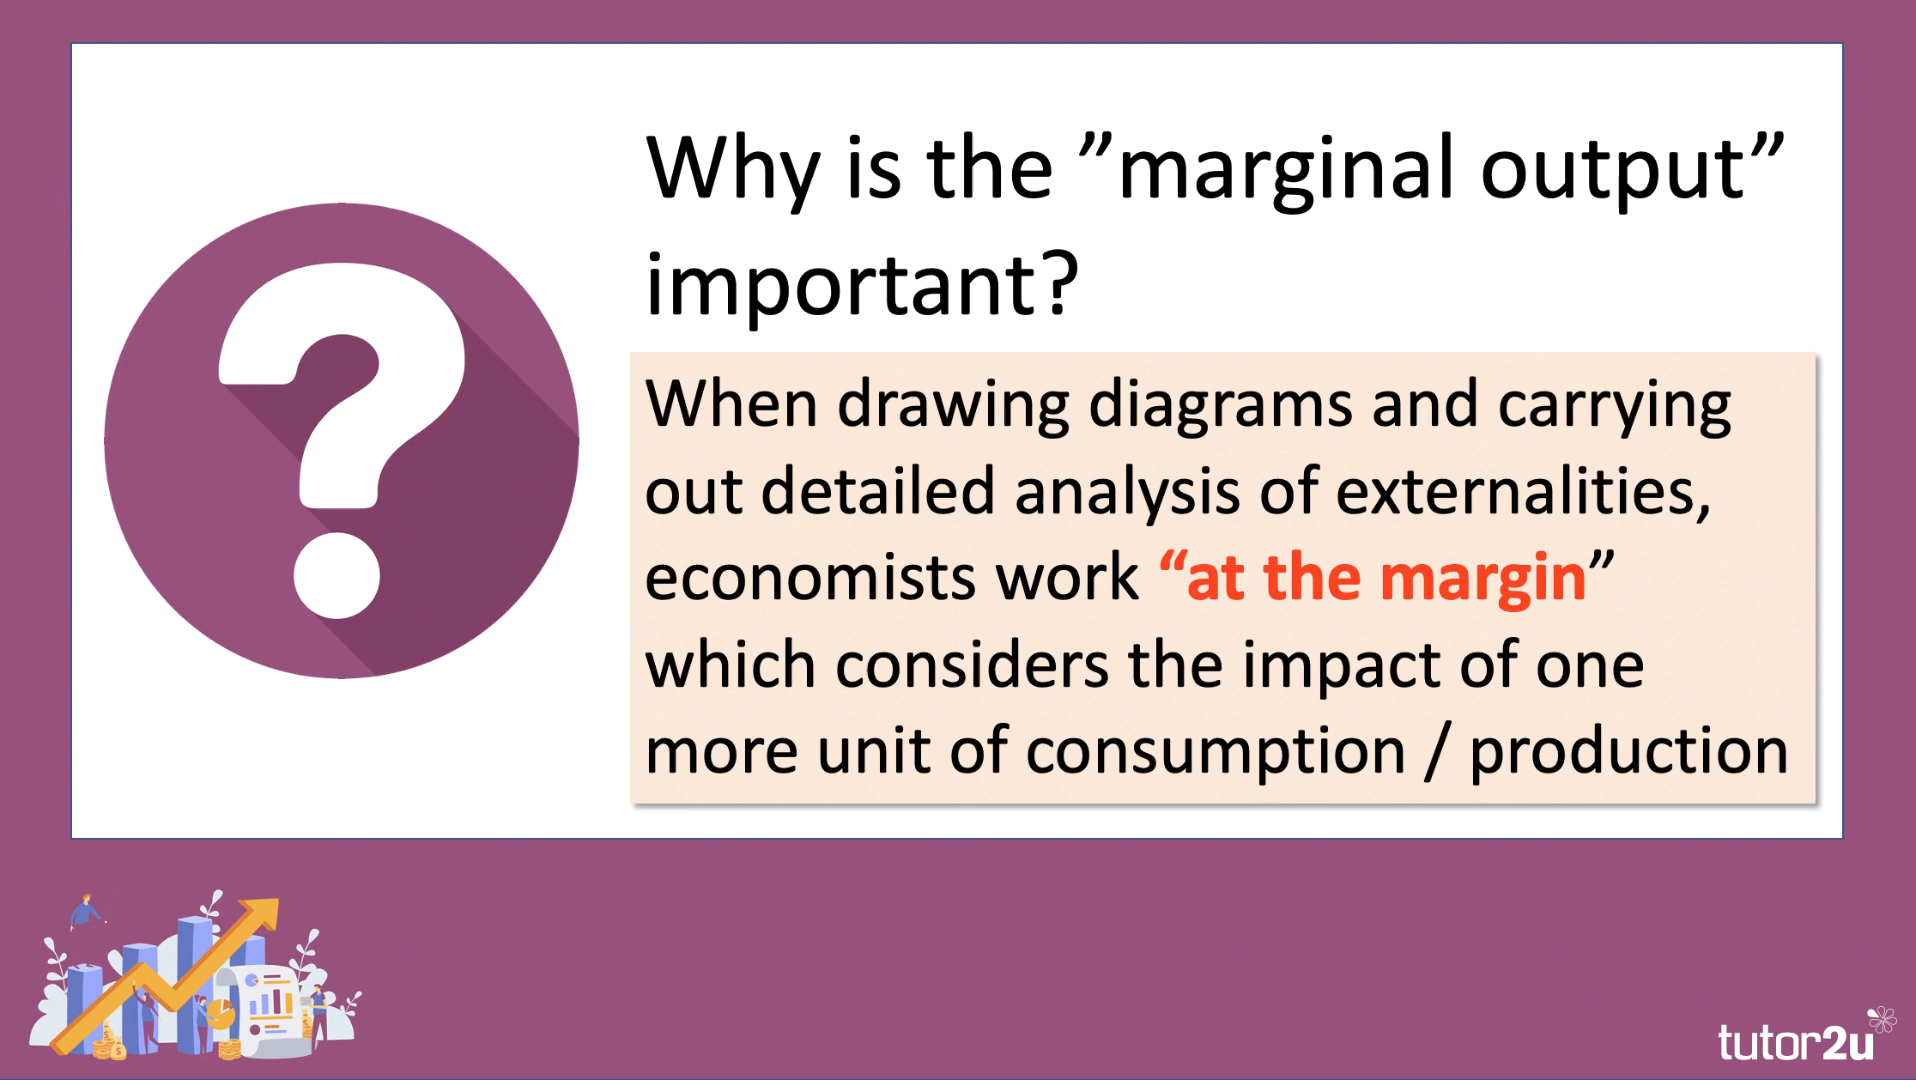 Why is the ”marginal output”
important?
When drawing diagrams and carrying
out detailed analysis of externalities,
economists work “at the margin”
which considers the impact of one
more unit of consumption / production
tutor2u